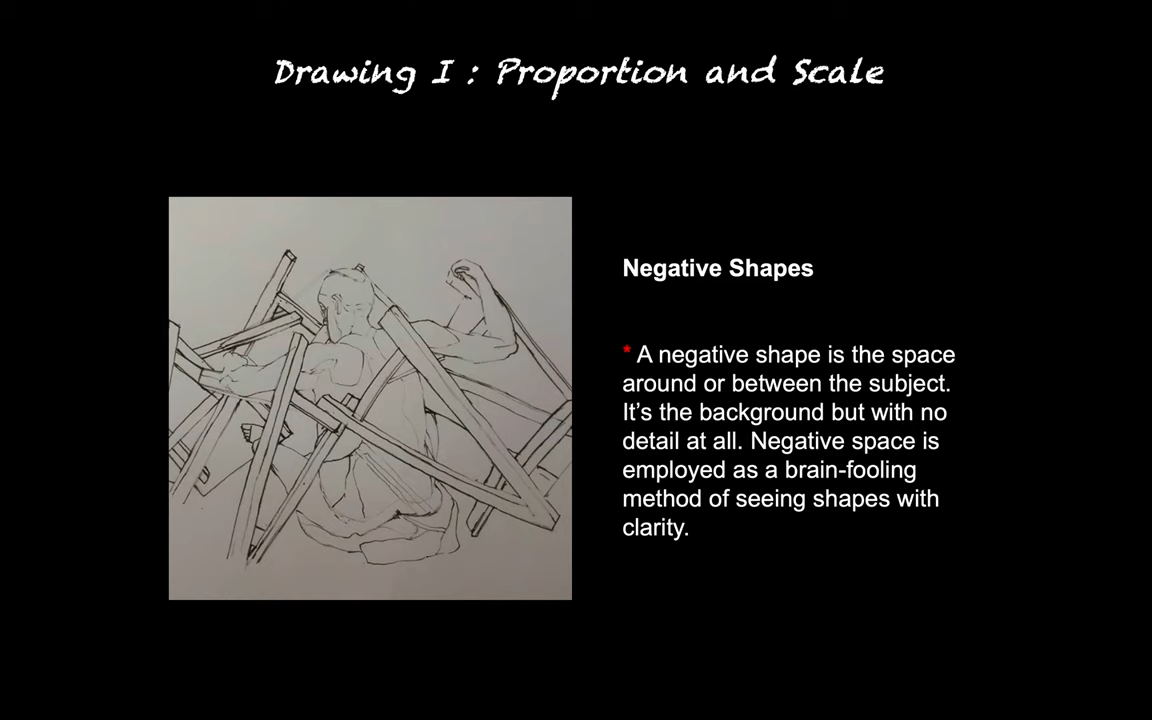 Drawing I : Proportion and Scale
Negative Shapes
* A negative shape is the space
around or between the subject.
It’s the background but with no
detail at all. Negative space is
employed as a brain-fooling
method of seeing shapes with
clarity.